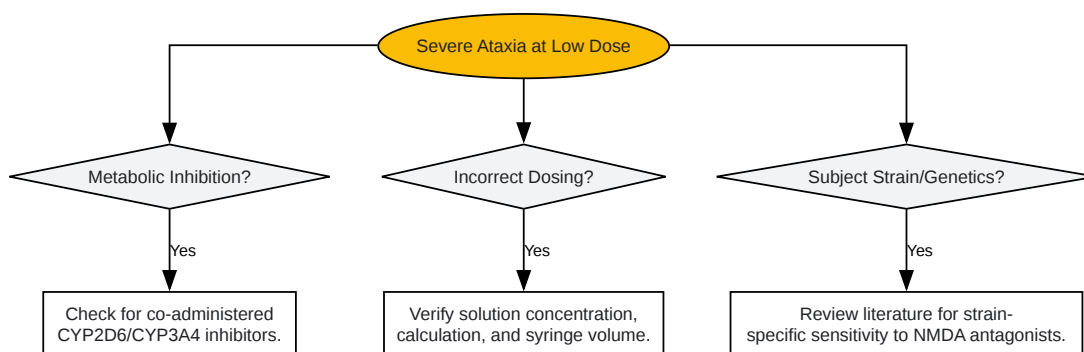 Severe Ataxia at Low Dose
Metabolic Inhibition?
Incorrect Dosing?
Subject Strain/Genetics?
Yes
Yes
Yes
Check for co-administered
CYP2D6/CYP3A4 inhibitors.
Verify solution concentration,
calculation, and syringe volume.
Review literature for strain-
specific sensitivity to NMDA antagonists.